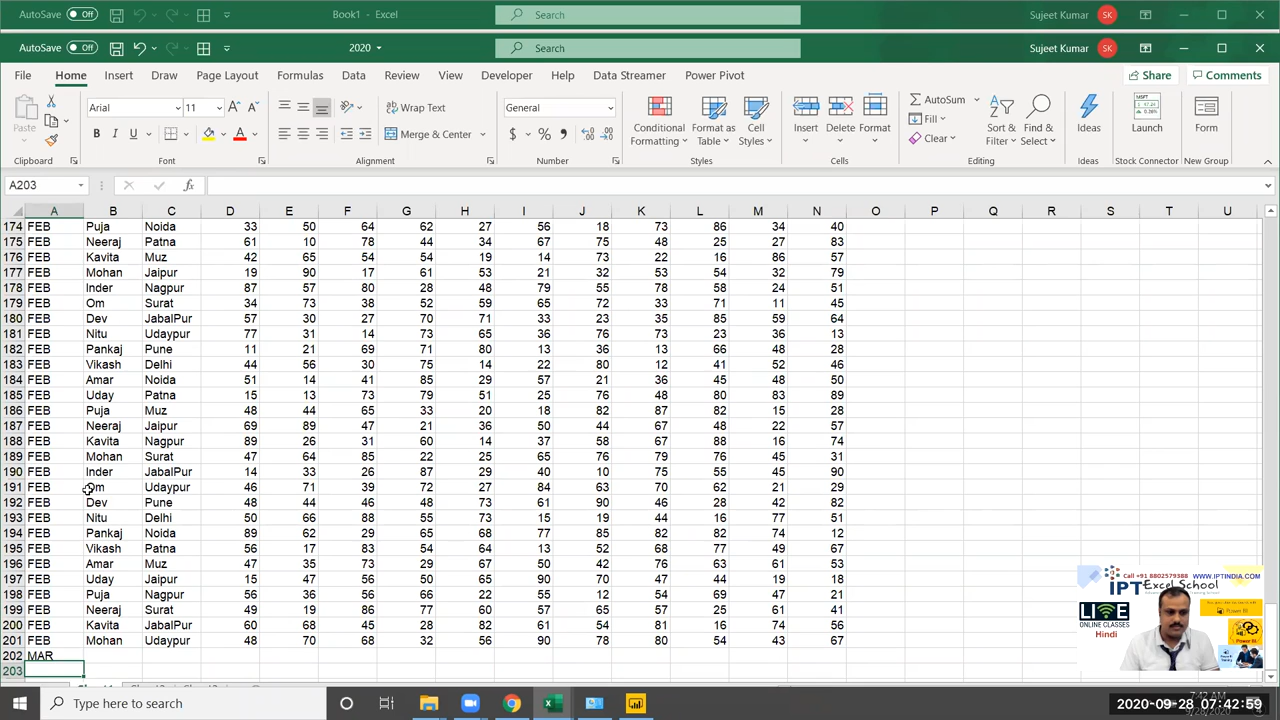 AutoSave Off Book1 - Excel Search Sujeet Kumar SK
AutoSave Off 2020 Search Sujeet Kumar SK
File Home Insert Draw Page Layout Formulas Data Review View Developer Help Data Streamer Power Pivot Share Comments
Paste Arial 11 Wrap Text General Conditional Formatting Format as Table Cell Styles Insert Delete Format AutoSum Fill Clear Sort & Filter Find & Select Ideas Launch Form
B I U Merge & Center $ %
Clipboard Font Alignment Number Styles Cells Editing Ideas Stock Connector New Group
A203 fx
A B C D E F G H I J K L M N O P Q R S T U
174 FEB Puja Noida 33 50 64 62 27 56 18 73 86 34 40
175 FEB Neeraj Patna 61 10 78 44 34 67 75 48 25 27 83
176 FEB Kavita Muz 42 65 54 54 19 14 73 22 16 86 57
177 FEB Mohan Jaipur 19 90 17 61 53 21 32 53 54 32 79
178 FEB Inder Nagpur 87 57 80 28 48 79 55 78 58 24 51
179 FEB Om Surat 34 73 38 52 59 65 72 33 71 11 45
180 FEB Dev JabalPur 57 30 27 70 71 33 23 35 85 59 64
181 FEB Nitu Udaypur 77 31 14 73 65 36 76 73 23 36 13
182 FEB Pankaj Pune 11 21 69 71 80 13 36 13 66 48 28
183 FEB Vikash Delhi 44 56 30 75 14 22 80 12 41 52 46
184 FEB Amar Noida 51 14 41 85 29 57 21 36 45 48 50
185 FEB Uday Patna 15 13 73 79 51 25 76 48 80 83 89
186 FEB Puja Muz 48 44 65 33 20 18 82 87 82 15 28
187 FEB Neeraj Jaipur 69 89 47 21 36 50 44 67 48 22 57
188 FEB Kavita Nagpur 89 26 31 60 14 37 58 67 88 16 74
189 FEB Mohan Surat 47 64 85 22 25 65 76 79 76 45 31
190 FEB Inder JabalPur 14 33 26 87 29 40 10 75 55 45 90
191 FEB Om Udaypur 46 71 39 72 27 84 63 70 62 21 29
192 FEB Dev Pune 48 44 46 48 73 61 90 46 28 42 82
193 FEB Nitu Delhi 50 66 88 55 73 15 19 44 16 77 51
194 FEB Pankaj Noida 89 62 29 65 68 77 85 82 82 74 12
195 FEB Vikash Patna 56 17 83 54 64 13 52 68 77 49 67
196 FEB Amar Muz 47 35 73 29 67 50 42 76 63 61 53
197 FEB Uday Jaipur 15 47 56 50 65 90 70 47 44 19 18
198 FEB Puja Nagpur 56 36 56 66 22 55 12 54 69 47 21
199 FEB Neeraj Surat 49 19 86 77 60 57 65 57 25 61 41
200 FEB Kavita JabalPur 60 68 45 28 82 61 54 81 16 74 56
201 FEB Mohan Udaypur 48 70 68 32 56 90 78 80 54 43 67
202 MAR
203
Call +91 8802579388 WWW.IPTINDIA.COM
IPT Excel School
LIVE
ONLINE CLASSES
Hindi
Power BI
Type here to search
7:42 AM
2020-09-28 07:42:59